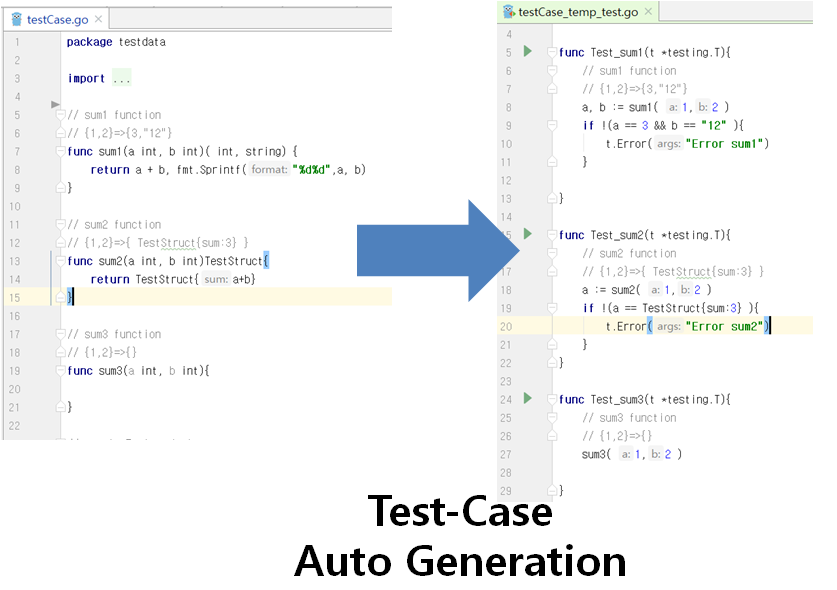 testCase.go
1 package testdata
2
3 import ...
4
5 // sum1 function
6 // {1,2}=>{3,"12"}
7 func sum1(a int, b int)( int, string) {
8 return a + b, fmt.Sprintf( format: "%d%d",a, b)
9 }
10
11 // sum2 function
12 // {1,2}=>{ TestStruct{sum:3} }
13 func sum2(a int, b int)TestStruct{
14 return TestStruct{ sum: a+b}
15 }
16
17 // sum3 function
18 // {1,2}=>{}
19 func sum3(a int, b int){
20
21 }
22
testCase_temp_test.go
4
5 func Test_sum1(t *testing.T){
6 // sum1 function
7 // {1,2}=>{3,"12"}
8 a, b := sum1( a: 1, b: 2 )
9 if !(a == 3 && b == "12" ){
10 t.Error( args: "Error sum1")
11 }
12
13 }
14
15 func Test_sum2(t *testing.T){
// sum2 function
17 // {1,2}=>{ TestStruct{sum:3} }
18 a := sum2( a: 1, b: 2 )
19 if !(a == TestStruct{sum:3} ){
20 t.Error( args: "Error sum2")
21 }
22 }
23
24 func Test_sum3(t *testing.T){
25 // sum3 function
26 // {1,2}=>{}
27 sum3( a: 1, b: 2 )
28
29 }
Test-Case
Auto Generation